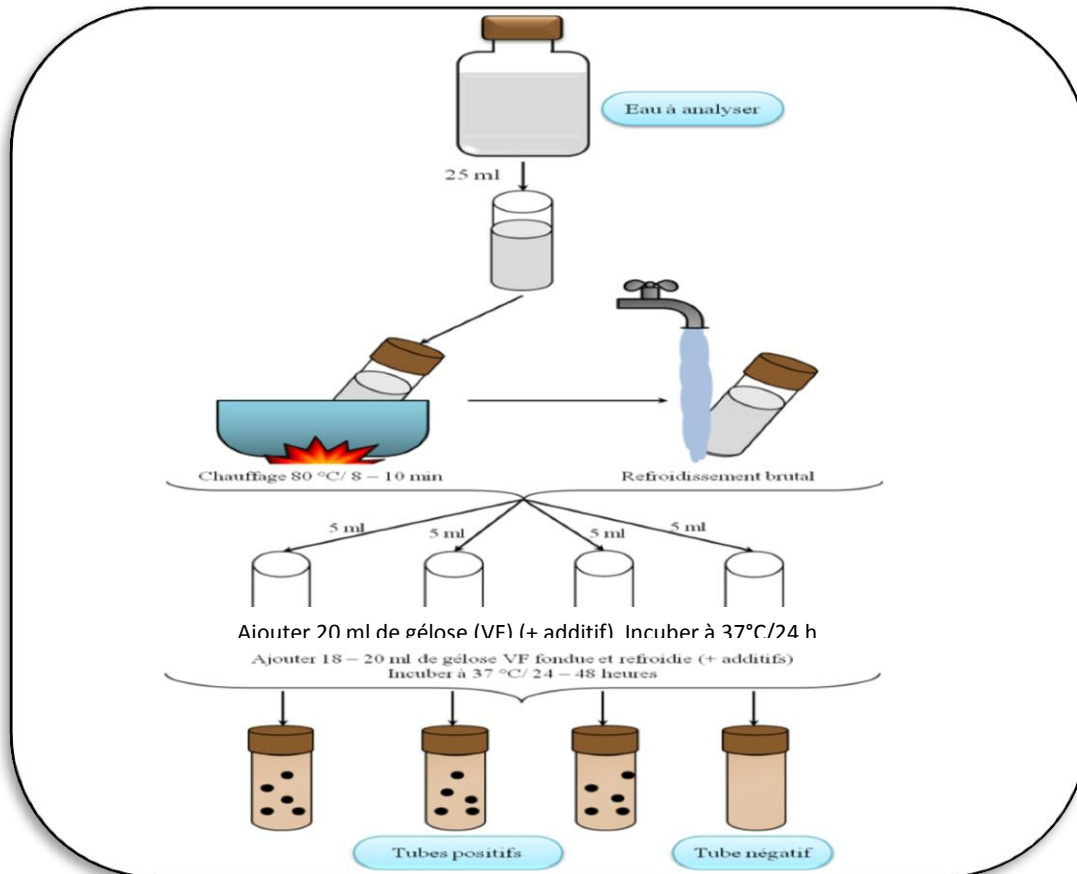 Eau à analyser
25 ml
Chauffage 80 °C/ 8 – 10 min
Refroidissement brutal
5 ml
5 ml
5 ml
5 ml
Ajouter 20 ml de gélose (VF) (+ additif) Incuber à 37°C/24 h
Ajouter 18 – 20 ml de gélose VF fondue et refroidie (+ additifs)
Incuber à 37 °C/ 24 – 48 heures
Tubes positifs
Tube négatif